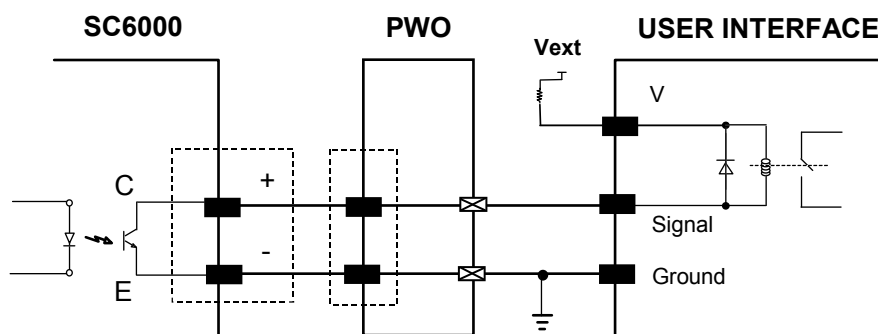 SC6000
PWO
USER INTERFACE
Vext
V
C
+
Signal
-
E
Ground